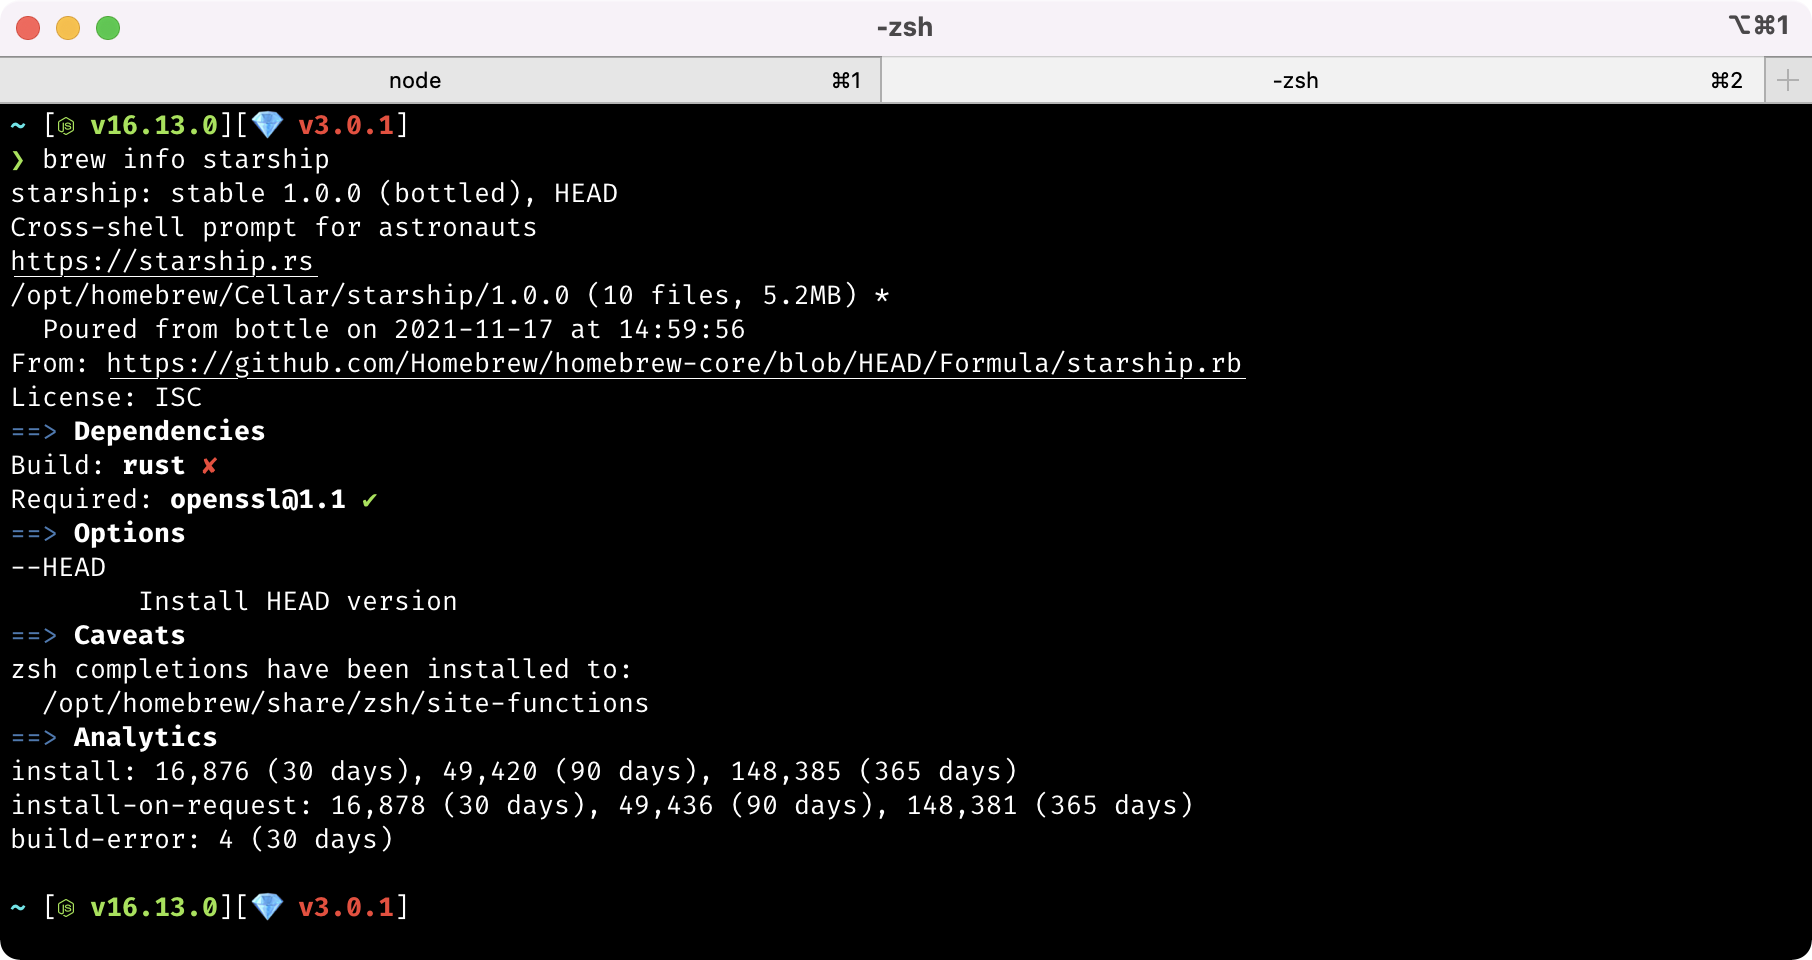 -zsh ⌥⌘1
node ⌘1 -zsh ⌘2
~ [ v16.13.0][💎 v3.0.1]
❯ brew info starship
starship: stable 1.0.0 (bottled), HEAD
Cross-shell prompt for astronauts
https://starship.rs
/opt/homebrew/Cellar/starship/1.0.0 (10 files, 5.2MB) *
  Poured from bottle on 2021-11-17 at 14:59:56
From: https://github.com/Homebrew/homebrew-core/blob/HEAD/Formula/starship.rb
License: ISC
==> Dependencies
Build: rust ✘
Required: openssl@1.1 ✔
==> Options
--HEAD
        Install HEAD version
==> Caveats
zsh completions have been installed to:
  /opt/homebrew/share/zsh/site-functions
==> Analytics
install: 16,876 (30 days), 49,420 (90 days), 148,385 (365 days)
install-on-request: 16,878 (30 days), 49,436 (90 days), 148,381 (365 days)
build-error: 4 (30 days)
~ [ v16.13.0][💎 v3.0.1]